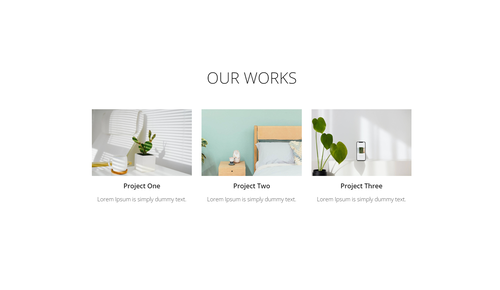 OUR WORKS
Project One
Lorem Ipsum is simply dummy text.
Project Two
Lorem Ipsum is simply dummy text.
Project Three
Lorem Ipsum is simply dummy text.